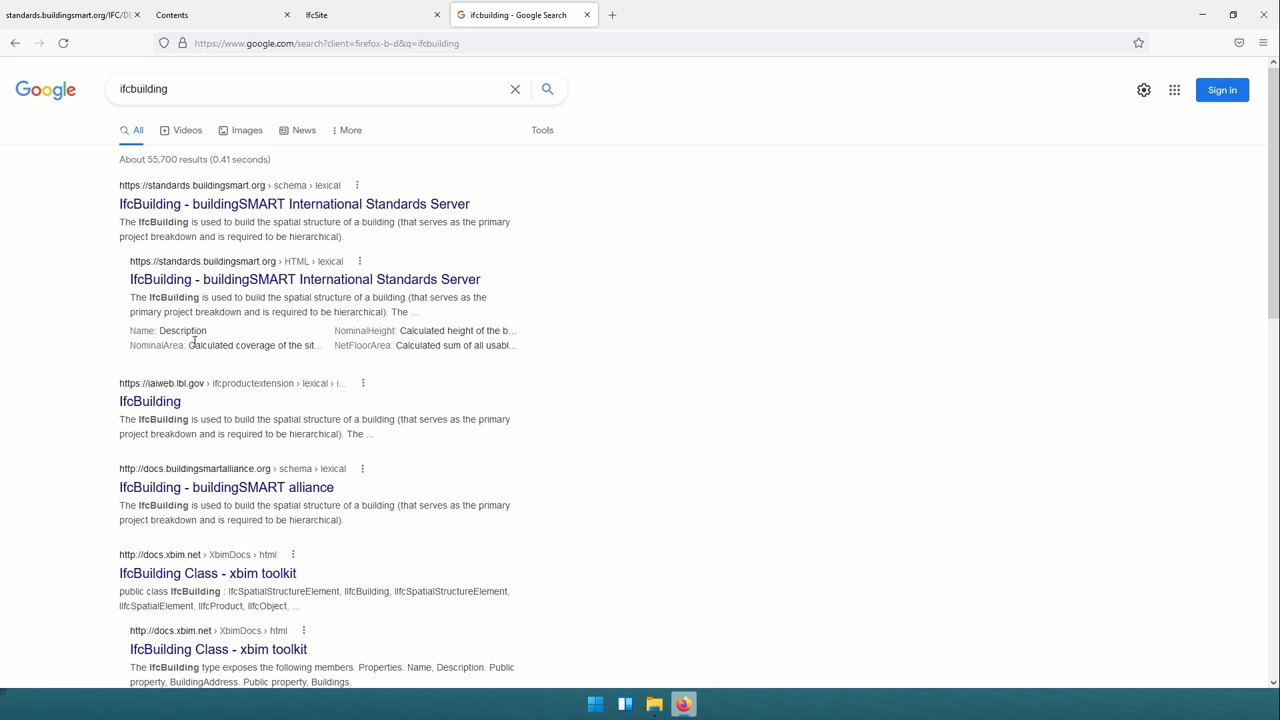 standards.buildingsmart.org/IFC/DE
Contents
IfcSite
ifcbuilding - Google Search
https://www.google.com/search?client=firefox-b-d&q=ifcbuilding
Google
ifcbuilding
Sign in
All
Videos
Images
News
More
Tools
About 55,700 results (0.41 seconds)
https://standards.buildingsmart.org › schema › lexical
IfcBuilding - buildingSMART International Standards Server
The IfcBuilding is used to build the spatial structure of a building (that serves as the primary
project breakdown and is required to be hierarchical).
https://standards.buildingsmart.org › HTML › lexical
IfcBuilding - buildingSMART International Standards Server
The IfcBuilding is used to build the spatial structure of a building (that serves as the
primary project breakdown and is required to be hierarchical). The ...
Name: Description
NominalHeight: Calculated height of the b...
NominalArea: Calculated coverage of the sit...
NetFloorArea: Calculated sum of all usabl...
https://iaiweb.lbl.gov › ifcproductextension › lexical › i...
IfcBuilding
The IfcBuilding is used to build the spatial structure of a building (that serves as the primary
project breakdown and is required to be hierarchical). The ...
http://docs.buildingsmartalliance.org › schema › lexical
IfcBuilding - buildingSMART alliance
The IfcBuilding is used to build the spatial structure of a building (that serves as the primary
project breakdown and is required to be hierarchical).
http://docs.xbim.net › XbimDocs › html
IfcBuilding Class - xbim toolkit
public class IfcBuilding : IfcSpatialStructureElement, IIfcBuilding, IIfcSpatialStructureElement,
IIfcSpatialElement, IIfcProduct, IIfcObject, ...
http://docs.xbim.net › XbimDocs › html
IfcBuilding Class - xbim toolkit
The IfcBuilding type exposes the following members. Properties. Name, Description. Public
property, BuildingAddress. Public property, Buildings.